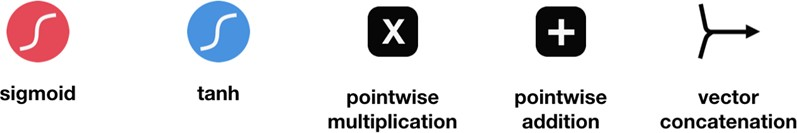 X
+
sigmoid
tanh
pointwise
multiplication
pointwise
addition
vector
concatenation